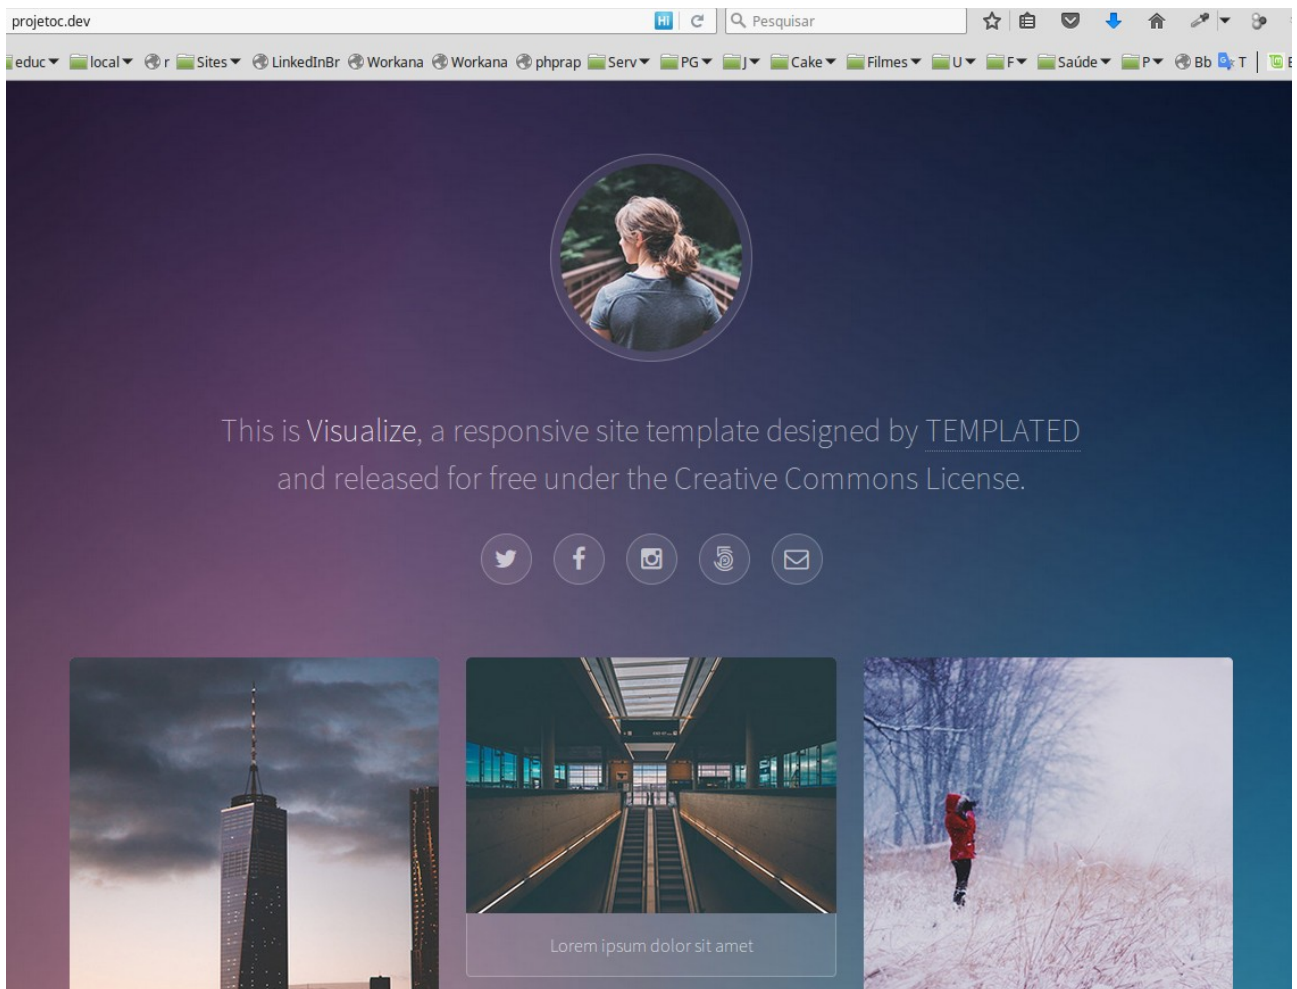 projetoc.dev Hi Pesquisar
educ local r Sites LinkedInBr Workana Workana phprap Serv PG J Cake Filmes U F Saúde P Bb T
This is Visualize, a responsive site template designed by TEMPLATED
and released for free under the Creative Commons License.
Lorem ipsum dolor sit amet